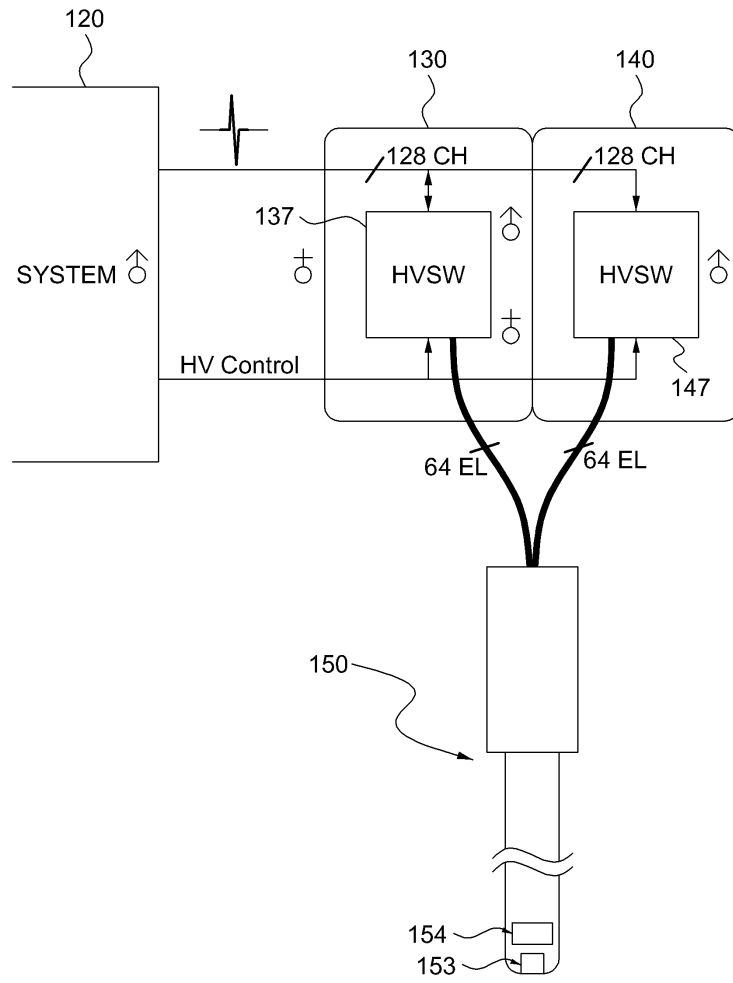 120
130
140
128 CH
128 CH
137
SYSTEM
HVSW
HVSW
HV Control
147
64 EL
64 EL
150
154
153